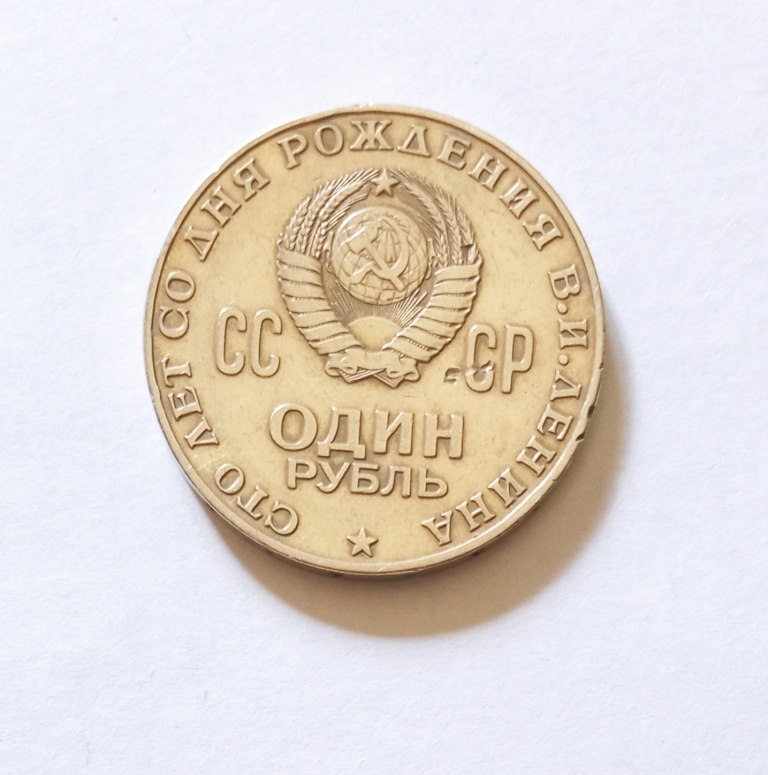 СТО ЛЕТ СО ДНЯ РОЖДЕНИЯ В.И.ЛЕНИНА
СС СР
ОДИН
РУБЛЬ